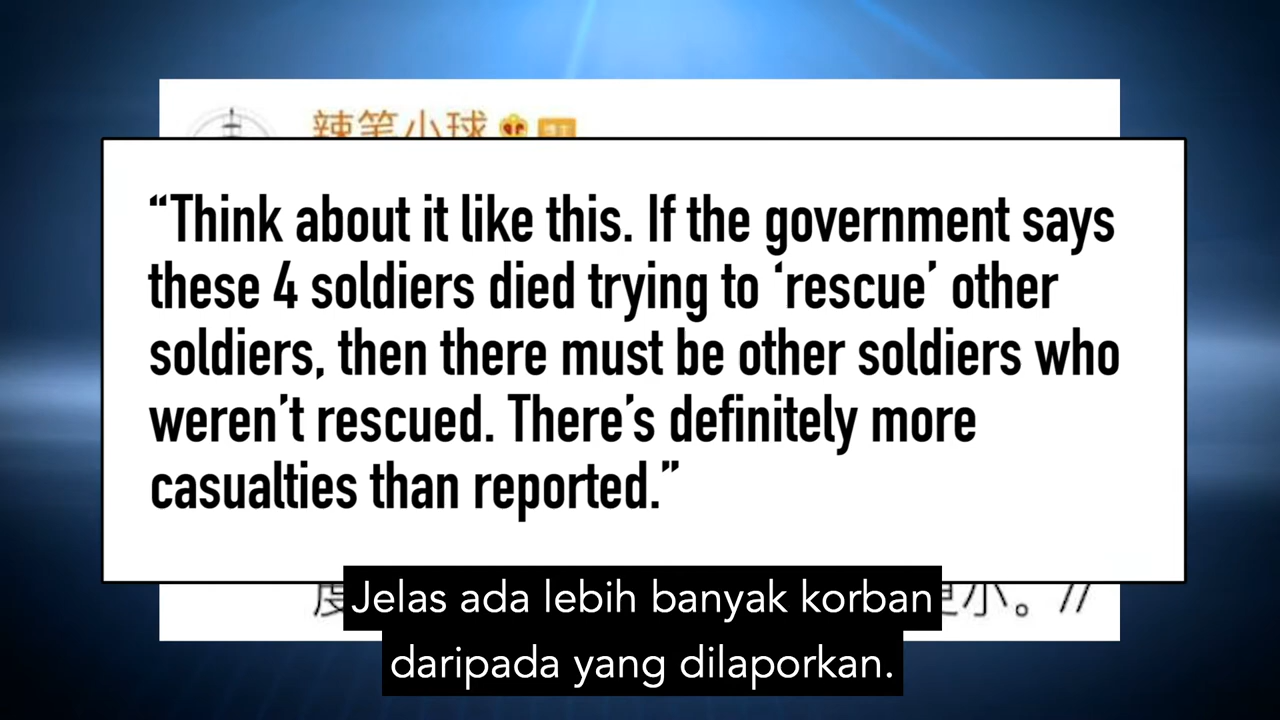 辣笔小球
“Think about it like this. If the government says
these 4 soldiers died trying to ‘rescue’ other
soldiers, then there must be other soldiers who
weren’t rescued. There’s definitely more
casualties than reported.”
小。//
Jelas ada lebih banyak korban
daripada yang dilaporkan.